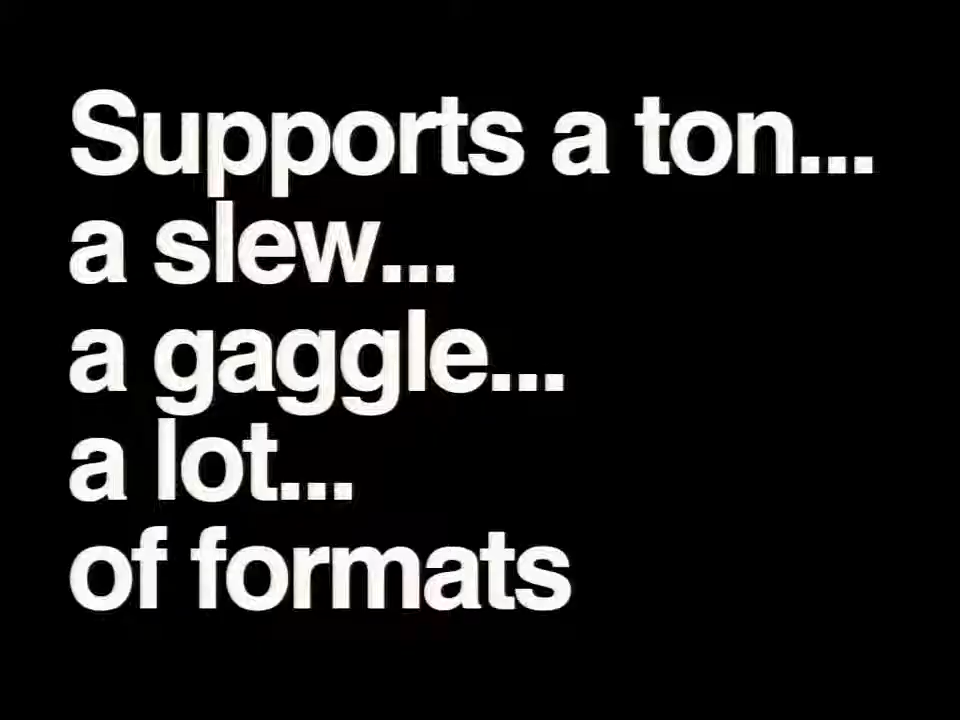 Supports a ton...
a slew...
a gaggle...
a lot...
of formats